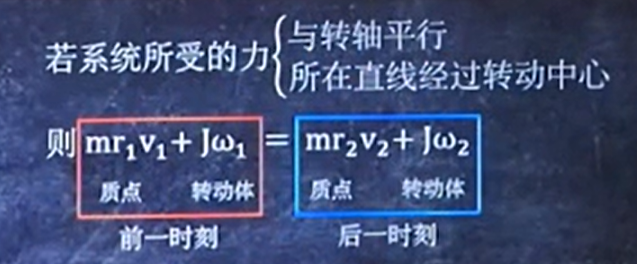 若系统所受的力{与转轴平行
所在直线经过转动中心
则 mr₁v₁+ Jω₁ = mr₂v₂+ Jω₂
质点 转动体 质点 转动体
前一时刻 后一时刻